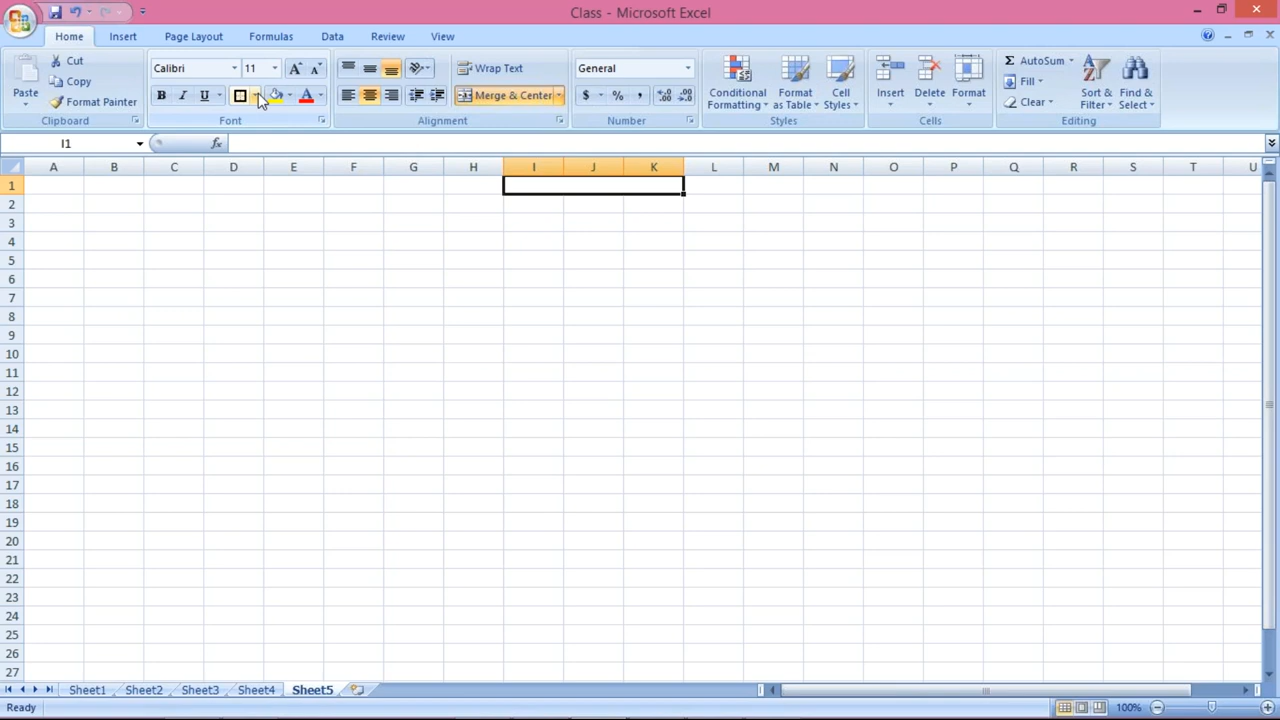 Class - Microsoft Excel
Home Insert Page Layout Formulas Data Review View
Paste
Cut
Copy
Format Painter
Clipboard
Calibri 11
B I U
Font
Wrap Text
Merge & Center
Alignment
General
$ % ,
Number
Conditional Formatting
Format as Table
Cell Styles
Styles
Insert Delete Format
Cells
Σ AutoSum
Fill
Clear
Sort & Filter
Find & Select
Editing
I1 fx
A B C D E F G H I J K L M N O P Q R S T U
1
2
3
4
5
6
7
8
9
10
11
12
13
14
15
16
17
18
19
20
21
22
23
24
25
26
27
Sheet1 Sheet2 Sheet3 Sheet4 Sheet5
Ready 100%